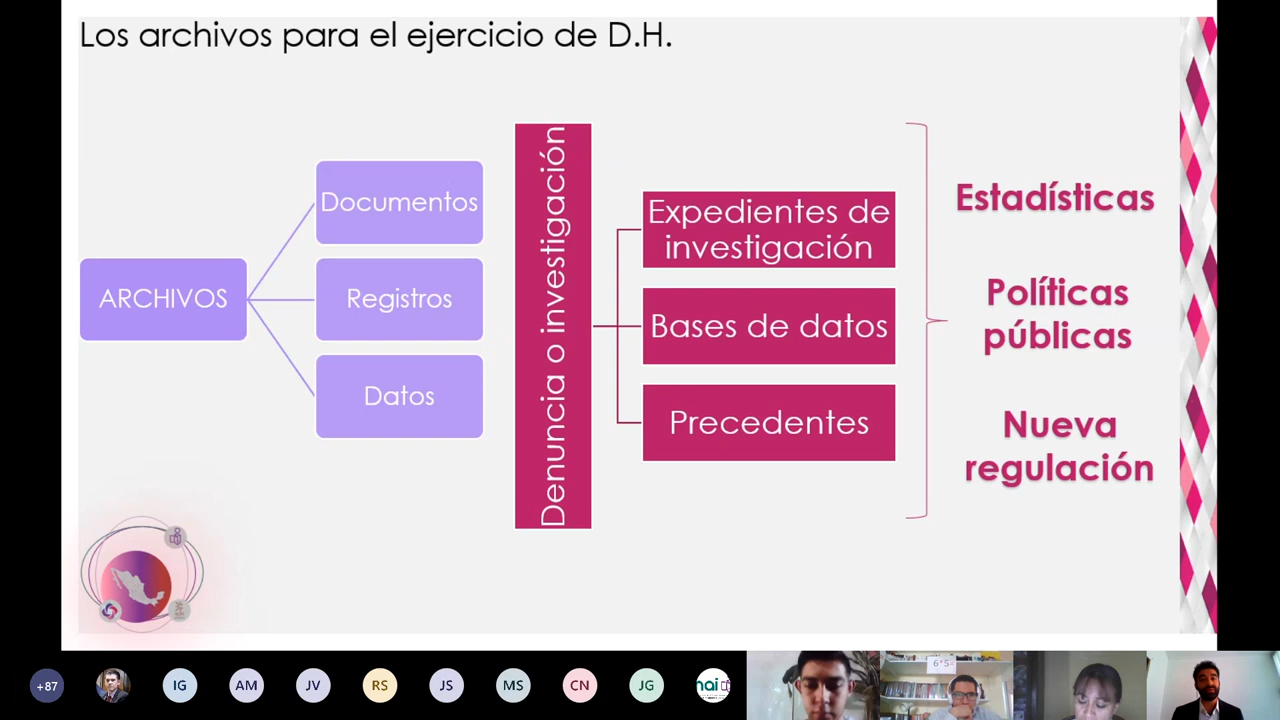 Los archivos para el ejercicio de D.H.
ARCHIVOS
Documentos
Registros
Datos
Denuncia o investigación
Expedientes de
investigación
Bases de datos
Precedentes
Estadísticas
Políticas
públicas
Nueva
regulación
+87
IG
AM
JV
RS
JS
MS
CN
JG
nai